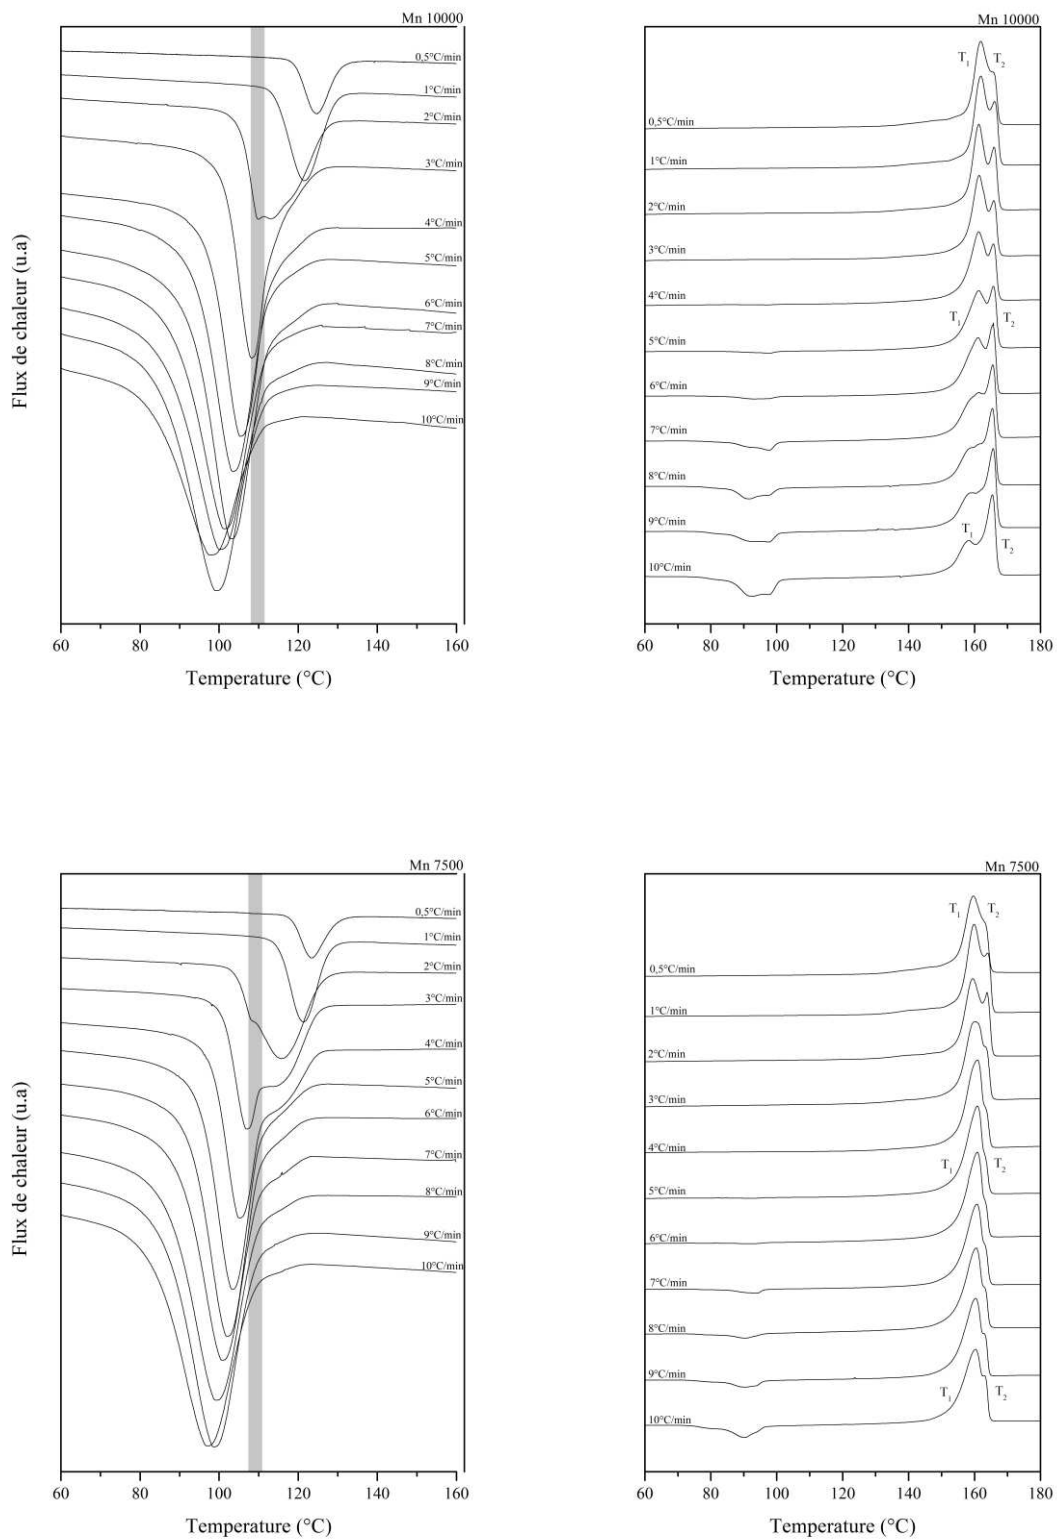 Mn 10000
0,5°C/min
1°C/min
2°C/min
3°C/min
4°C/min
5°C/min
6°C/min
7°C/min
8°C/min
9°C/min
10°C/min
Flux de chaleur (u.a)
60 80 100 120 140 160
Temperature (°C)
Mn 10000
T1 T2
0,5°C/min
1°C/min
2°C/min
3°C/min
4°C/min
T1 T2
5°C/min
6°C/min
7°C/min
8°C/min
9°C/min
T1
T2
10°C/min
60 80 100 120 140 160 180
Temperature (°C)
Mn 7500
0,5°C/min
1°C/min
2°C/min
3°C/min
4°C/min
5°C/min
6°C/min
7°C/min
8°C/min
9°C/min
10°C/min
Flux de chaleur (u.a)
60 80 100 120 140 160
Temperature (°C)
Mn 7500
T1 T2
0,5°C/min
1°C/min
2°C/min
3°C/min
4°C/min
T1 T2
5°C/min
6°C/min
7°C/min
8°C/min
9°C/min
T1 T2
10°C/min
60 80 100 120 140 160 180
Temperature (°C)